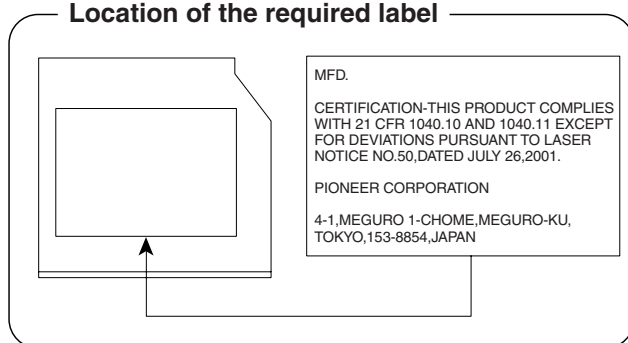 Location of the required label
MFD.
CERTIFICATION-THIS PRODUCT COMPLIES
WITH 21 CFR 1040.10 AND 1040.11 EXCEPT
FOR DEVIATIONS PURSUANT TO LASER
NOTICE NO.50,DATED JULY 26,2001.
PIONEER CORPORATION
4-1,MEGURO 1-CHOME,MEGURO-KU,
TOKYO,153-8854,JAPAN